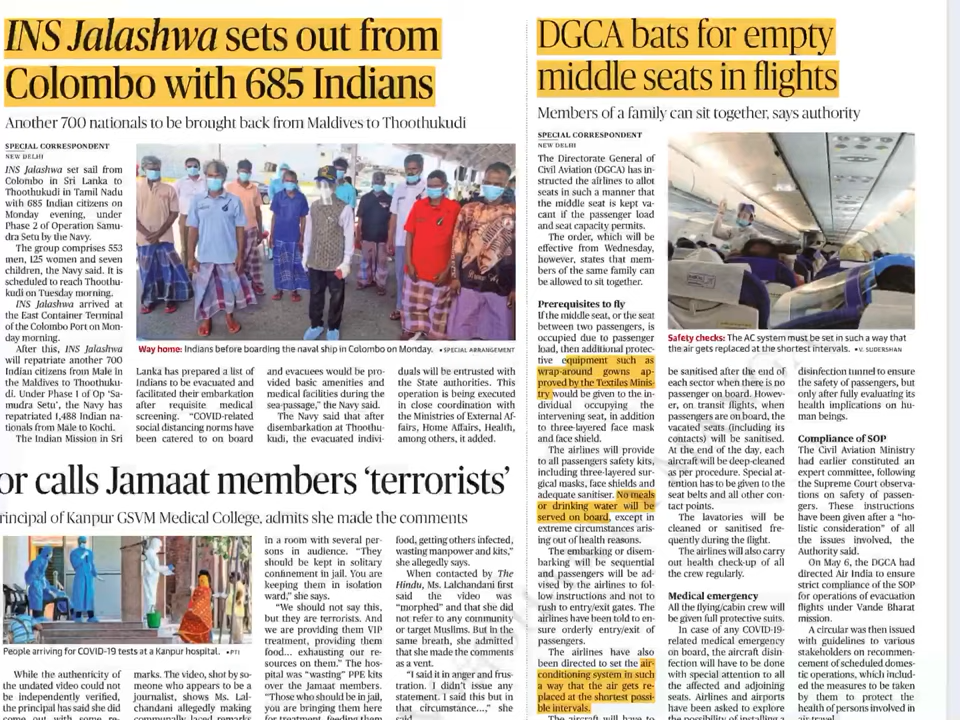 INS Jalashwa sets out from
Colombo with 685 Indians
Another 700 nationals to be brought back from Maldives to Thoothukudi
SPECIAL CORRESPONDENT
NEW DELHI
INS Jalashwa set sail from
Colombo in Sri Lanka to
Thoothukudi in Tamil Nadu
with 685 Indian citizens on
Monday evening, under
Phase 2 of Operation Samu-
dra Setu by the Navy.
The group comprises 553
men, 125 women and seven
children, the Navy said. It is
scheduled to reach Thoothu-
kudi on Tuesday morning.
INS Jalashwa arrived at
the East Container Terminal
of the Colombo Port on Mon-
day morning.
After this, INS Jalashwa
will repatriate another 700
Indian citizens from Male in
the Maldives to Thoothuku-
di. Under Phase 1 of Op 'Sa-
mudra Setu', the Navy has
repatriated 1,488 Indian na-
tionals from Male to Kochi.
The Indian Mission in Sri
Way home: Indians before boarding the naval ship in Colombo on Monday. • SPECIAL ARRANGEMENT
Lanka has prepared a list of
Indians to be evacuated and
facilitated their embarkation
after requisite medical
screening. "COVID-related
social distancing norms have
been catered to on board
and evacuees would be pro-
vided basic amenities and
medical facilities during the
sea-passage," the Navy said.
The Navy said that after
disembarkation at Thoothu-
kudi, the evacuated indivi-
duals will be entrusted with
the State authorities. This
operation is being executed
in close coordination with
the Ministries of External Af-
fairs, Home Affairs, Health,
among others, it added.
or calls Jamaat members 'terrorists'
rincipal of Kanpur GSVM Medical College, admits she made the comments
People arriving for COVID-19 tests at a Kanpur hospital. • PTI
While the authenticity of
the undated video could not
be independently verified,
the principal has said she did
come out with some re-
marks. The video, shot by so-
meone who appears to be a
journalist, shows Ms. Lal-
chandani allegedly making
communally laced remarks
in a room with several per-
sons in audience. "They
should be kept in solitary
confinement in jail. You are
keeping them in isolation
ward," she says.
"We should not say this,
but they are terrorists. And
we are providing them VIP
treatment, providing them
food... exhausting our re-
sources on them." The hos-
pital was "wasting" PPE kits
over the Jamaat members.
"Those who should be in jail,
you are bringing them here
for treatment, feeding them
food, getting others infected,
wasting manpower and kits,"
she allegedly says.
When contacted by The
Hindu, Ms. Lalchandani first
said the video was
"morphed" and that she did
not refer to any community
or target Muslims. But in the
same breath, she admitted
that she made the comments
as a vent.
"I said it in anger and frus-
tration. I didn't issue any
statement. I said this but in
that circumstance...," she
said.
DGCA bats for empty
middle seats in flights
Members of a family can sit together, says authority
SPECIAL CORRESPONDENT
NEW DELHI
The Directorate General of
Civil Aviation (DGCA) has in-
structed the airlines to allot
seats in such a manner that
the middle seat is kept va-
cant if the passenger load
and seat capacity permits.
The order, which will be
effective from Wednesday,
however, states that mem-
bers of the same family can
be allowed to sit together.
Prerequisites to fly
If the middle seat, or the seat
between two passengers, is
occupied due to passenger
load, then additional protec-
tive equipment such as
wrap-around gowns ap-
proved by the Textiles Minis-
try would be given to the
individual occupying the
intervening seat, in addition
to three-layered face mask
and face shield.
The airlines will provide
to all passengers safety kits,
including three-layered sur-
gical masks, face shields and
adequate sanitiser. No meals
or drinking water will be
served on board, except in
extreme circumstances aris-
ing out of health reasons.
The embarking or disem-
barking will be sequential
and passengers will be ad-
vised by the airlines to fol-
low instructions and not to
rush to entry/exit gates. The
airlines have been told to en-
sure orderly entry/exit of
passengers.
The airlines have also
been directed to set the air-
conditioning system in such
a way that the air gets re-
placed at the shortest possi-
ble intervals.
The aircraft will have to
Safety checks: The AC system must be set in such a way that
the air gets replaced at the shortest intervals. • V. SUDERSHAN
be sanitised after the end of
each sector when there is no
passenger on board. Howev-
er, on transit flights, when
passengers are on board, the
vacated seats (including its
contacts) will be sanitised.
At the end of the day, each
aircraft will be deep-cleaned
as per procedure. Special at-
tention has to be given to the
seat belts and all other con-
tact points.
The lavatories will be
cleaned or sanitised fre-
quently during the flight.
The airlines will also carry
out health check-up of all
the crew regularly.
Medical emergency
All the flying/cabin crew will
be given full protective suits.
In case of any COVID-19-
related medical emergency
on board, the aircraft disin-
fection will have to be done
with special attention to all
the affected and adjoining
seats. Airlines and airports
have been asked to explore
the possibility of installing a
disinfection tunnel to ensure
the safety of passengers, but
only after fully evaluating its
health implications on hu-
man beings.
Compliance of SOP
The Civil Aviation Ministry
had earlier constituted an
expert committee, following
the Supreme Court observa-
tions on safety of passen-
gers. These instructions
have been given after a "ho-
listic consideration" of all
the issues involved, the
Authority said.
On May 6, the DGCA had
directed Air India to ensure
strict compliance of the SOP
for operations of evacuation
flights under Vande Bharat
mission.
A circular was then issued
with guidelines to various
stakeholders on recommen-
cement of scheduled domes-
tic operations, which includ-
ed the measures to be taken
by them to protect the
health of persons involved in
air travel.